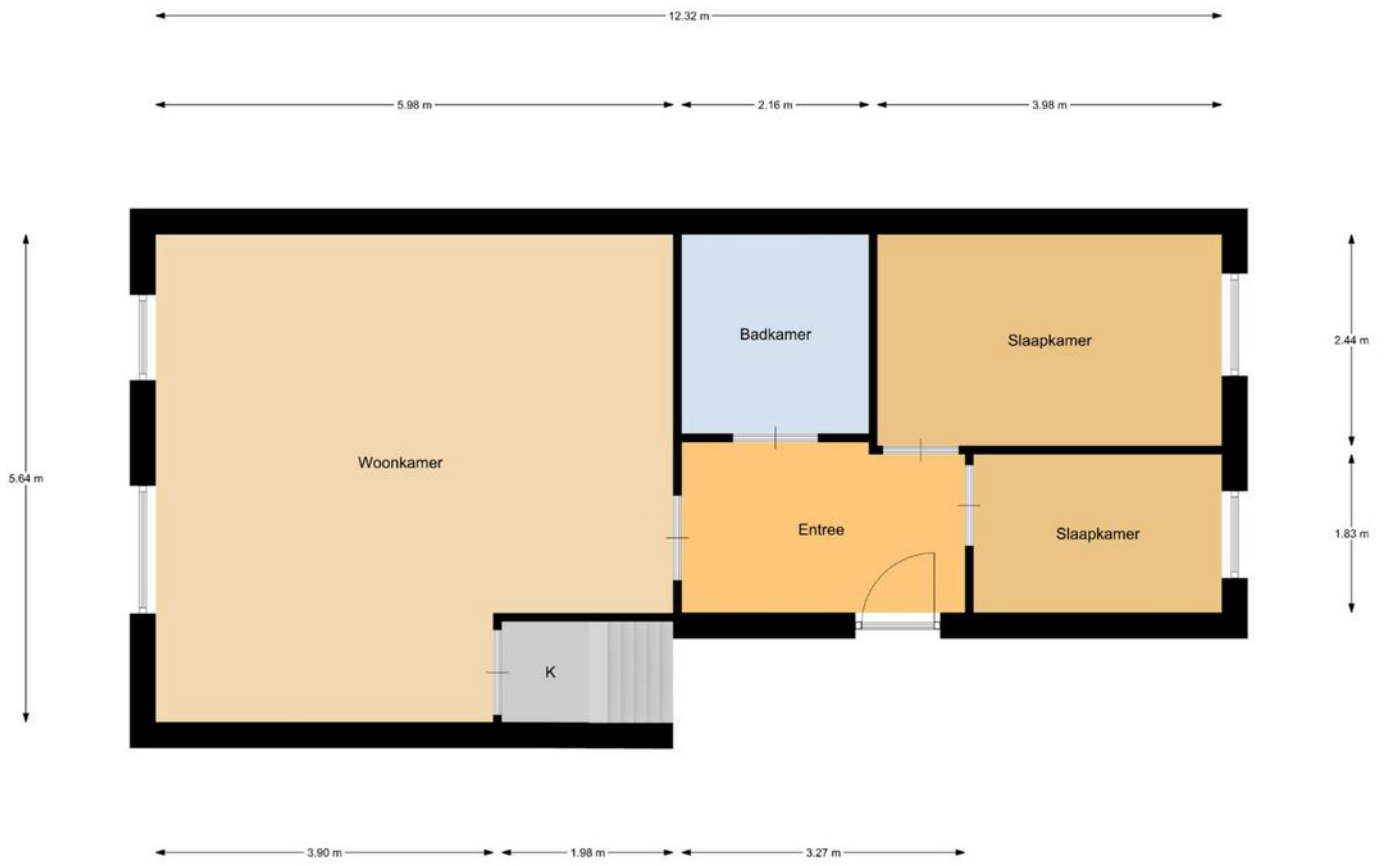 12.32 m
5.98 m
2.16 m
3.98 m
Badkamer
Slaapkamer
2.44 m
Woonkamer
5.64 m
Entree
Slaapkamer
1.83 m
K
3.90 m
1.98 m
3.27 m